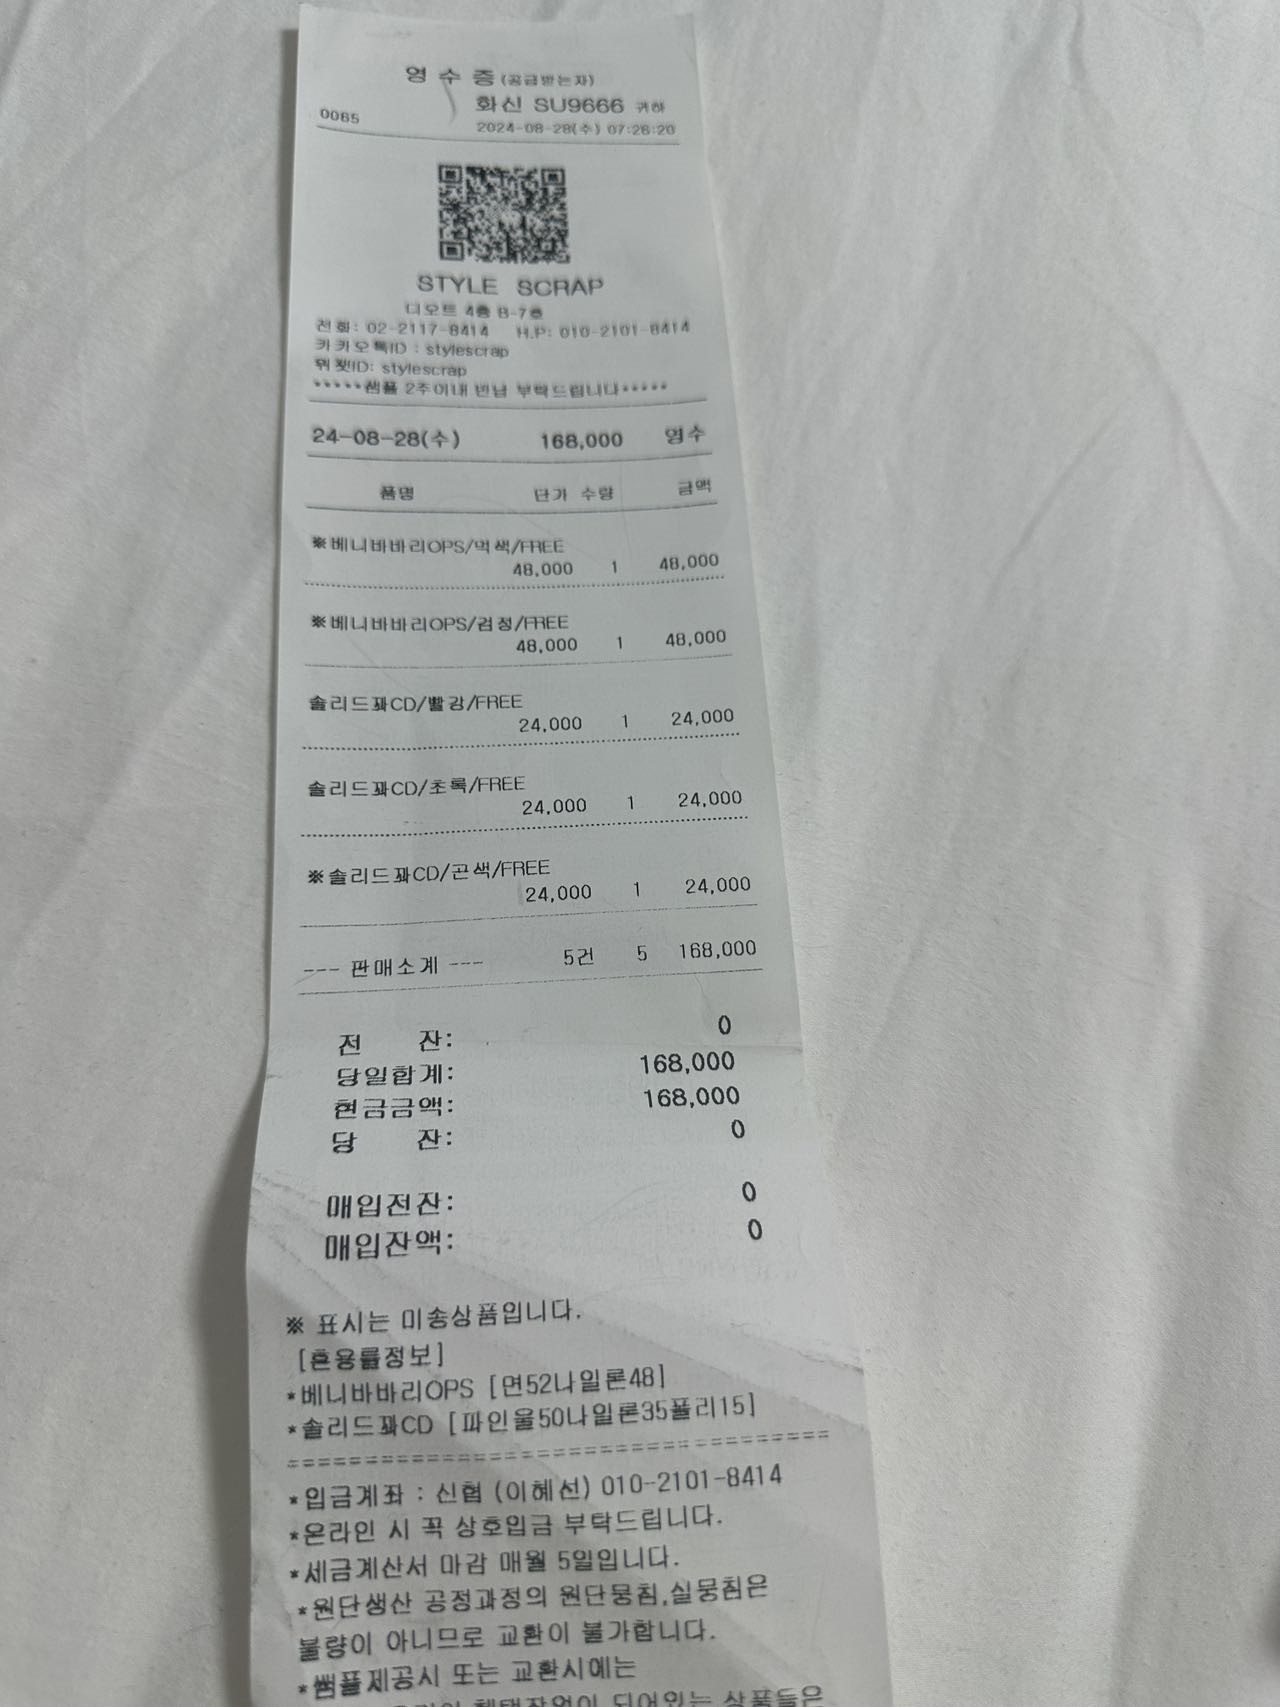 영 수 증 (공급받는자)
화신 SU9666 귀하
0085
2024-08-28(수) 07:26:20
STYLE SCRAP
디오트 4층 B-7호
전화: 02-2117-8414 H.P: 010-2101-8414
카카오톡ID : stylescrap
위챗ID: stylescrap
*****샘플 2주이내 반납 부탁드립니다*****
24-08-28(수) 168,000 영수
품명 단가 수량 금액
※베니바바리OPS/먹색/FREE
48,000 1 48,000
※베니바바리OPS/검정/FREE
48,000 1 48,000
솔리드꽈CD/빨강/FREE
24,000 1 24,000
솔리드꽈CD/초록/FREE
24,000 1 24,000
※솔리드꽈CD/곤색/FREE
24,000 1 24,000
--- 판매소계 --- 5건 5 168,000
전 잔: 0
당일합계: 168,000
현금금액: 168,000
당 잔: 0
매입전잔: 0
매입잔액: 0
※ 표시는 미송상품입니다.
[혼용률정보]
*베니바바리OPS [면52나일론48]
*솔리드꽈CD [파인울50나일론35폴리15]
===================================
*입금계좌 : 신협 (이혜선) 010-2101-8414
*온라인 시 꼭 상호입금 부탁드립니다.
*세금계산서 마감 매월 5일입니다.
*원단생산 공정과정의 원단뭉침,실뭉침은
불량이 아니므로 교환이 불가합니다.
*샘플제공시 또는 교환시에는
되어있는 상품들은